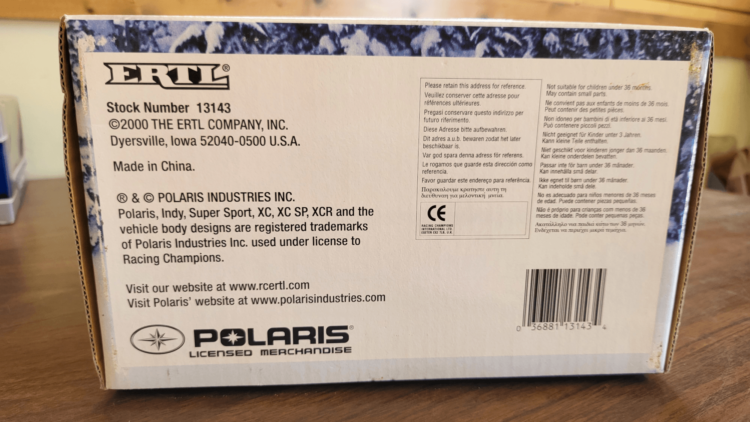 ERTL®
Stock Number 13143
©2000 THE ERTL COMPANY, INC.
Dyersville, Iowa 52040-0500 U.S.A.
Made in China.
® & © POLARIS INDUSTRIES INC.
Polaris, Indy, Super Sport, XC, XC SP, XCR and the
vehicle body designs are registered trademarks
of Polaris Industries Inc. used under license to
Racing Champions.
Visit our website at www.rcertl.com
Visit Polaris' website at www.polarisindustries.com
POLARIS®
LICENSED MERCHANDISE
Please retain this address for reference.
Veuillez conserver cette adresse pour
références ultérieures.
Pregasi conservare questo indirizzo per
futuro riferimento.
Diese Adresse bitte aufbewahren.
Dit adres a.u.b. bewaren zodat het later
beschikbaar is.
Var god spara denna adress för referens.
Le rogamos que guarde esta dirección como
referencia.
Favor guardar este endereço para referência.
CE
RACING CHAMPIONS
INTERNATIONAL LTD.
Not suitable for children under 36 months.
May contain small parts.
Ne convient pas aux enfants de moins de 36 mois.
Peut contenir des petites pièces.
Non idoneo per bambini di età inferiore ai 36 mesi.
Può contenere piccoli pezzi.
Nicht geeignet für Kinder unter 3 Jahren.
Kann kleine Teile enthalten.
Niet geschikt voor kinderen jonger dan 36 maanden.
Kan kleine onderdelen bevatten.
Passar inte för barn under 36 månader.
Kan innehålla små delar.
Ikke egnet til barn under 36 måneder.
Kan indeholde små dele.
No es adecuado para niños menores de 36 meses
de edad. Puede contener piezas pequeñas.
Não é próprio para crianças com menos de 36
meses de idade. Pode conter pequenas peças.
0 36881 13143 4